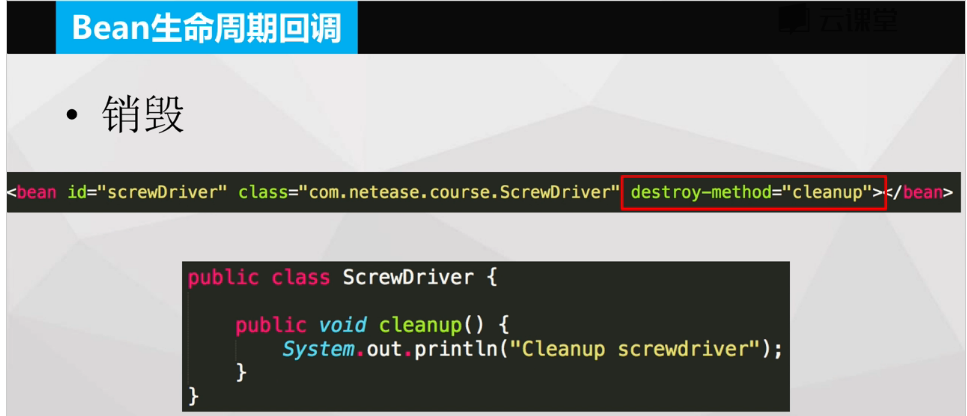 Bean生命周期回调
云课堂
• 销毁
<bean id="screwDriver" class="com.netease.course.ScrewDriver" destroy-method="cleanup"></bean>
public class ScrewDriver {
public void cleanup() {
System.out.println("Cleanup screwdriver");
}
}